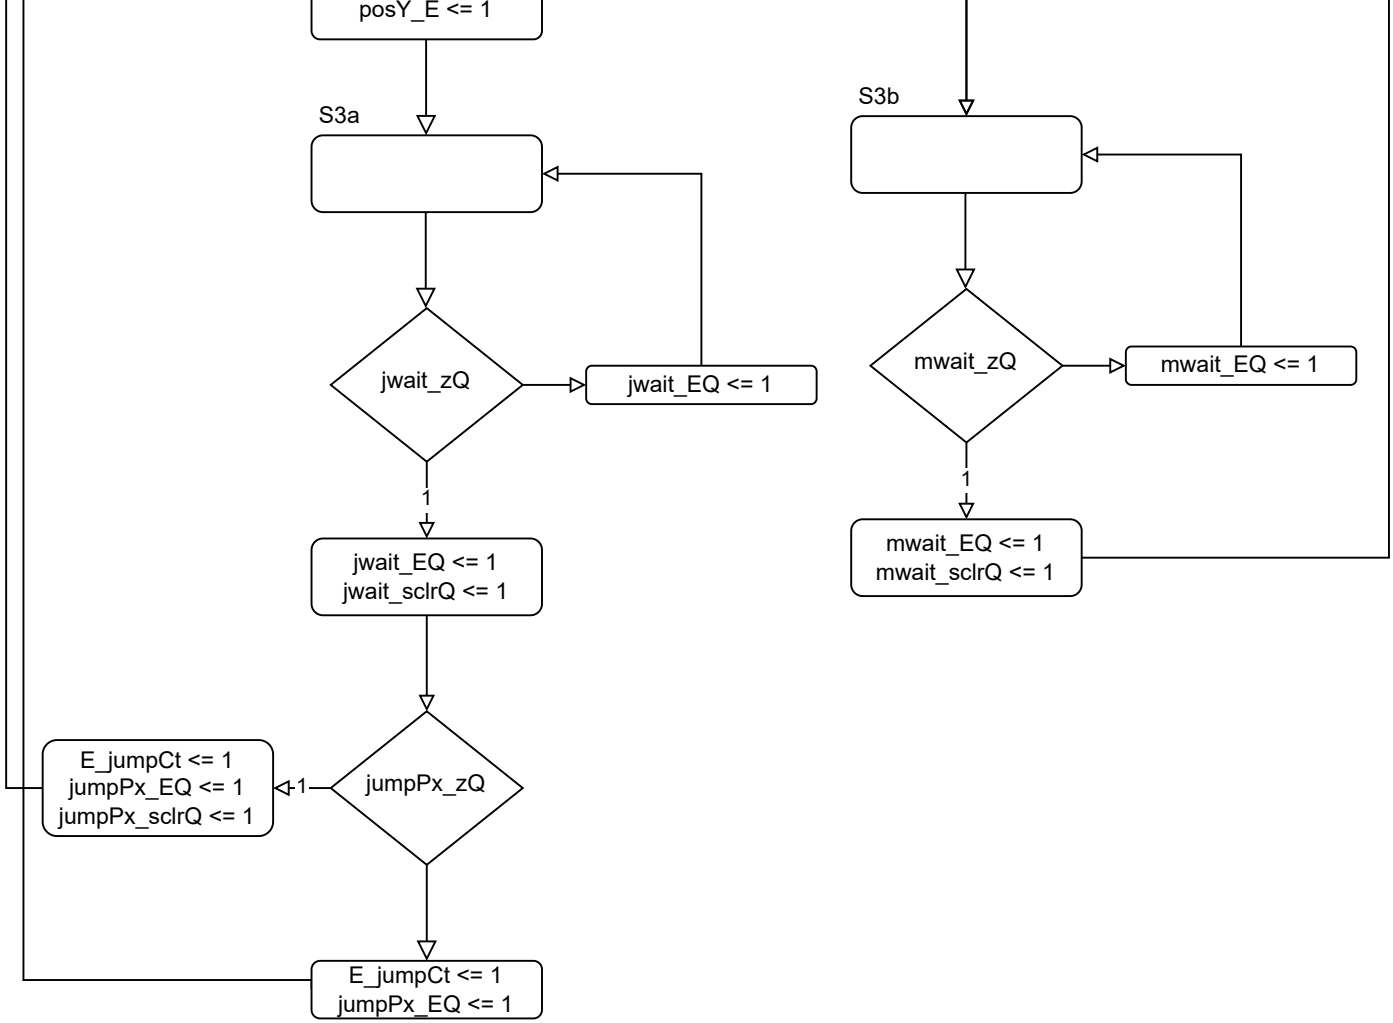 posY_E <= 1
S3a
S3b
jwait_zQ
jwait_EQ <= 1
mwait_zQ
mwait_EQ <= 1
1
1
jwait_EQ <= 1
jwait_sclrQ <= 1
mwait_EQ <= 1
mwait_sclrQ <= 1
E_jumpCt <= 1
jumpPx_EQ <= 1
jumpPx_sclrQ <= 1
1
jumpPx_zQ
E_jumpCt <= 1
jumpPx_EQ <= 1